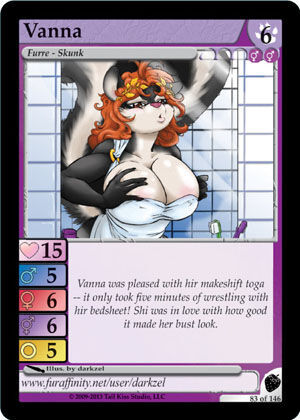 Vanna
6
Furre - Skunk
15
5
6
6
5
Vanna was pleased with hir makeshift toga
-- it only took five minutes of wrestling with
hir bedsheet! Shi was in love with how good
it made her bust look.
Illus. by darkzel
www.furaffinity.net/user/darkzel
83 of 146
©2009-2013 Tail Kiss Studio, LLC